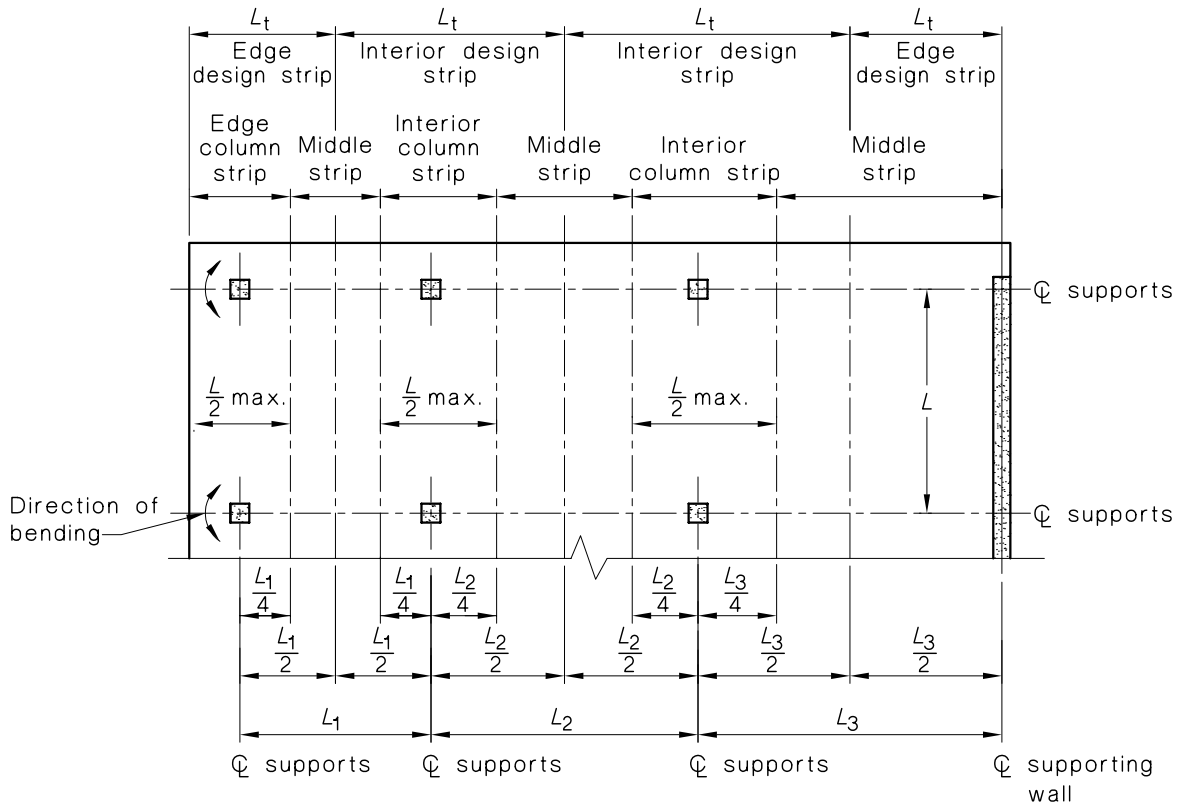 Lt Lt Lt Lt
Edge design strip
Interior design strip
Interior design strip
Edge design strip
Edge column strip
Middle strip
Interior column strip
Middle strip
Interior column strip
Middle strip
℄ supports
L/2 max. L/2 max. L/2 max. L
Direction of
bending
℄ supports
L1/4 L1/4 L2/4 L2/4 L3/4
L1/2 L1/2 L2/2 L2/2 L3/2 L3/2
L1 L2 L3
℄ supports ℄ supports ℄ supports ℄ supporting
wall